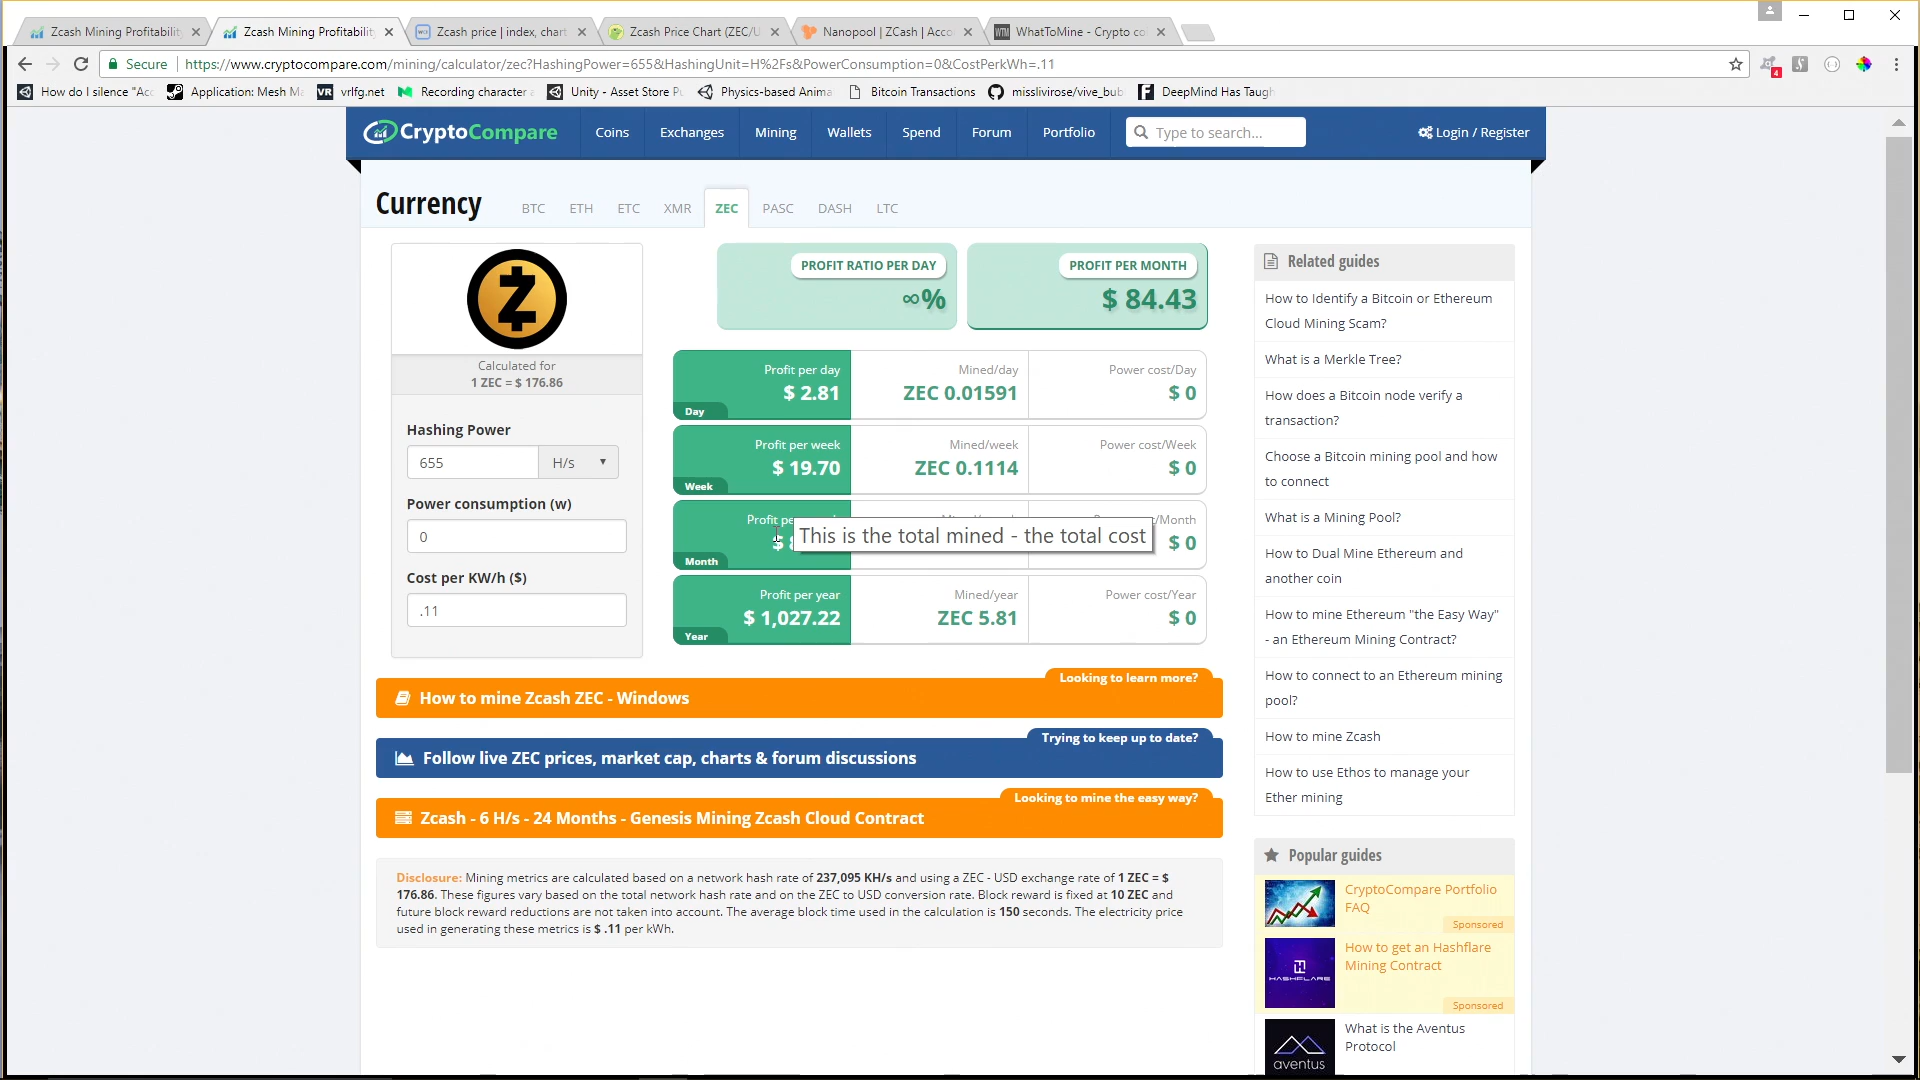 Zcash Mining Profitability
Zcash Mining Profitability
Zcash price | index, chart
Zcash Price Chart (ZEC/U
Nanopool | ZCash | Acco
WhatToMine - Crypto co
Secure https://www.cryptocompare.com/mining/calculator/zec?HashingPower=655&HashingUnit=H%2Fs&PowerConsumption=0&CostPerkWh=.11
4
How do I silence "Acc
Application: Mesh M
VR vrlfg.net
Recording character
Unity - Asset Store P
Physics-based Anima
Bitcoin Transactions
misslivirose/vive_bub
DeepMind Has Taugh
CryptoCompare Coins Exchanges Mining Wallets Spend Forum Portfolio Type to search... Login / Register
Currency BTC ETH ETC XMR ZEC PASC DASH LTC
Calculated for
1 ZEC = $ 176.86
Hashing Power
655 H/s
Power consumption (w)
0
Cost per KW/h ($)
.11
PROFIT RATIO PER DAY
∞%
PROFIT PER MONTH
$ 84.43
Profit per day Mined/day Power cost/Day
$ 2.81 ZEC 0.01591 $ 0
Day
Profit per week Mined/week Power cost/Week
$ 19.70 ZEC 0.1114 $ 0
Week
Profit pe /Month
$ This is the total mined - the total cost $ 0
Month
Profit per year Mined/year Power cost/Year
$ 1,027.22 ZEC 5.81 $ 0
Year
Looking to learn more?
How to mine Zcash ZEC - Windows
Trying to keep up to date?
Follow live ZEC prices, market cap, charts & forum discussions
Looking to mine the easy way?
Zcash - 6 H/s - 24 Months - Genesis Mining Zcash Cloud Contract
Disclosure: Mining metrics are calculated based on a network hash rate of 237,095 KH/s and using a ZEC - USD exchange rate of 1 ZEC = $
176.86. These figures vary based on the total network hash rate and on the ZEC to USD conversion rate. Block reward is fixed at 10 ZEC and
future block reward reductions are not taken into account. The average block time used in the calculation is 150 seconds. The electricity price
used in generating these metrics is $ .11 per kWh.
Related guides
How to Identify a Bitcoin or Ethereum
Cloud Mining Scam?
What is a Merkle Tree?
How does a Bitcoin node verify a
transaction?
Choose a Bitcoin mining pool and how
to connect
What is a Mining Pool?
How to Dual Mine Ethereum and
another coin
How to mine Ethereum "the Easy Way"
- an Ethereum Mining Contract?
How to connect to an Ethereum mining
pool?
How to mine Zcash
How to use Ethos to manage your
Ether mining
Popular guides
CryptoCompare Portfolio
FAQ
Sponsored
How to get an Hashflare
Mining Contract
HASHFLARE
Sponsored
What is the Aventus
Protocol
aventus